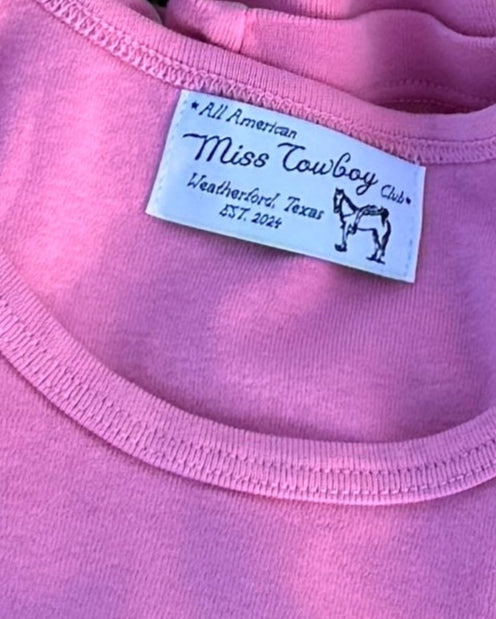 ★ All American
Miss Cowboy Club ★
Weatherford, Texas
EST. 2024